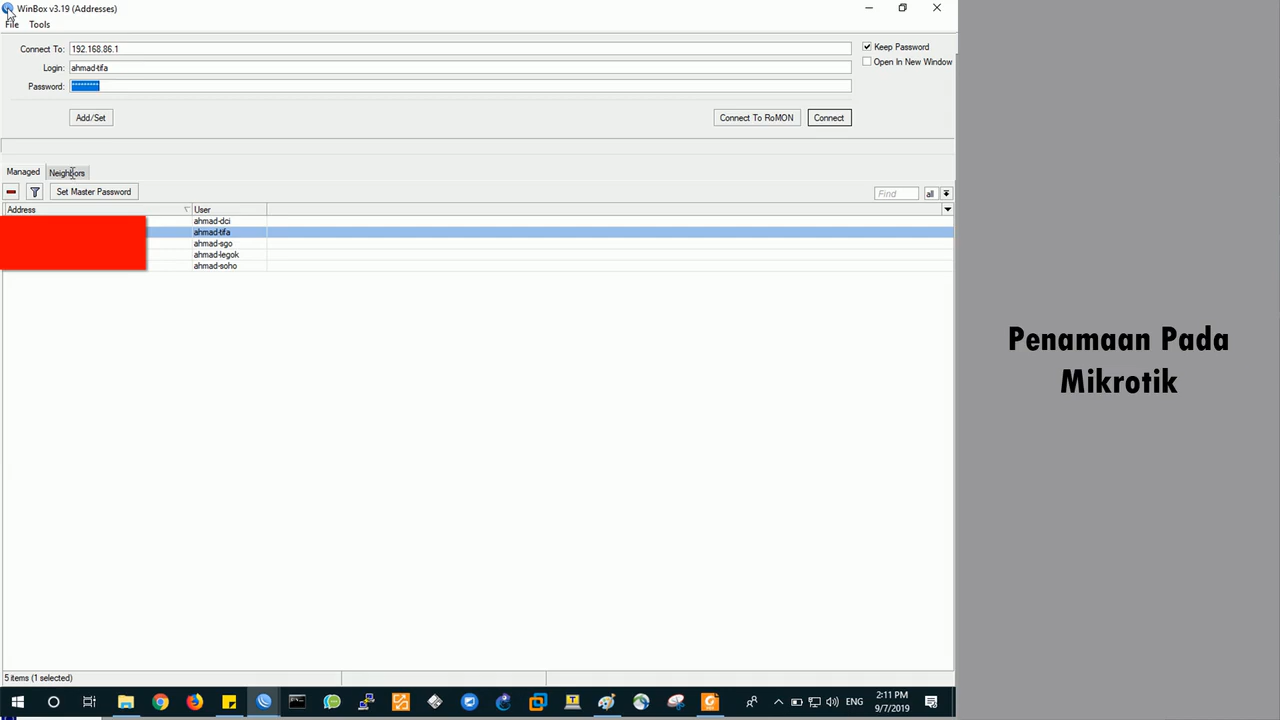 WinBox v3.19 (Addresses)
File Tools
Connect To: 192.168.86.1
Keep Password
Login: ahmad-tifa
Open In New Window
Password: *********
Add/Set
Connect To RoMON
Connect
Managed
Neighbors
Set Master Password
Find
all
Address
User
ahmad-dci
ahmad-tifa
ahmad-sgo
ahmad-legok
ahmad-soho
Penamaan Pada
Mikrotik
5 items (1 selected)
ENG
2:11 PM
9/7/2019